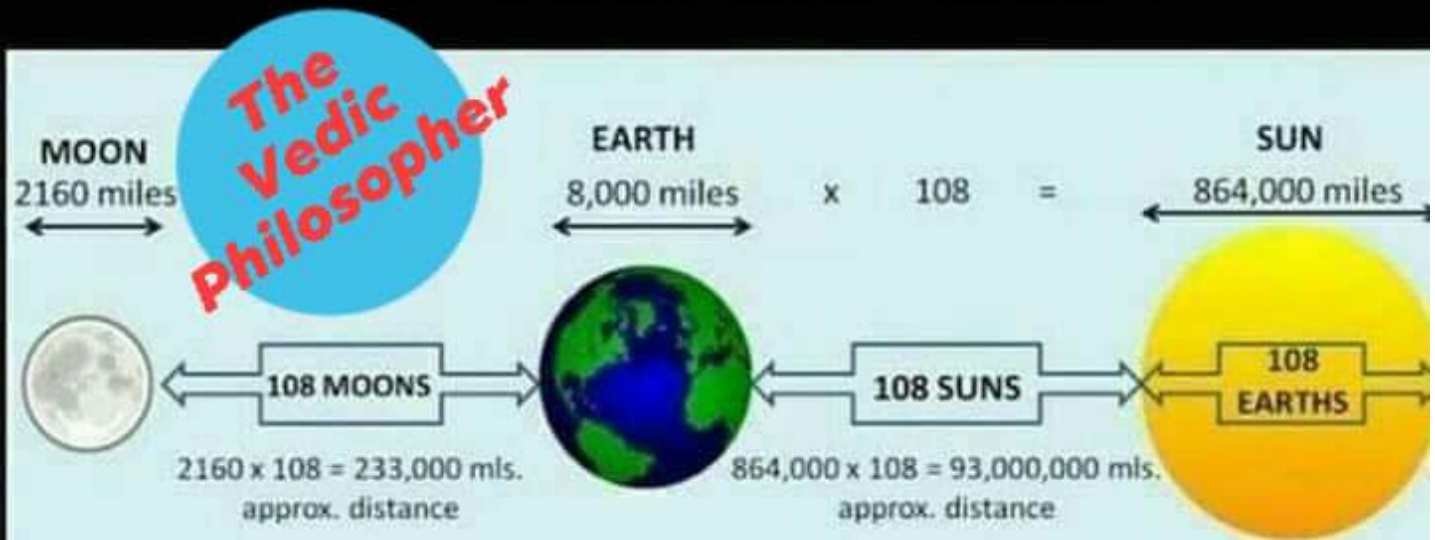 The
Vedic
Philosopher
MOON
2160 miles
EARTH
8,000 miles x 108 =
SUN
864,000 miles
108 MOONS
108 SUNS
108
EARTHS
2160 x 108 = 233,000 mls.
approx. distance
864,000 x 108 = 93,000,000 mls.
approx. distance